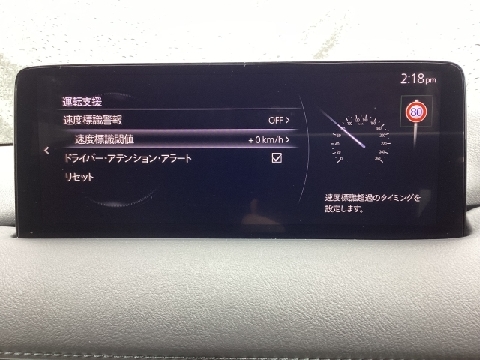 2:18pm
運転支援
速度標識警報 OFF
速度標識閾値 +0km/h
ドライバー・アテンション・アラート
リセット
80
速度標識超過のタイミングを
設定します。